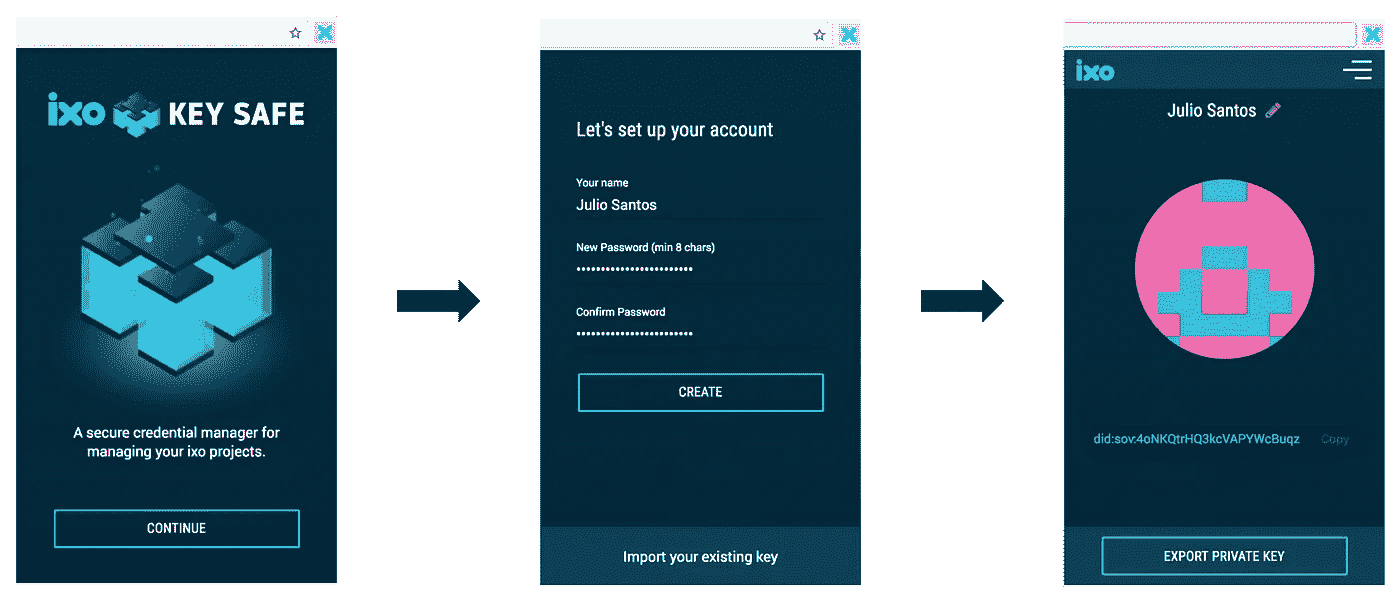 ixo KEY SAFE
A secure credential manager for
managing your ixo projects.
CONTINUE
Let's set up your account
Your name
Julio Santos
New Password (min 8 chars)
••••••••••••••••••••••••
Confirm Password
••••••••••••••••••••••••
CREATE
Import your existing key
ixo
Julio Santos
did:sov:4oNKQtrHQ3kcVAPYWcBuqz
Copy
EXPORT PRIVATE KEY